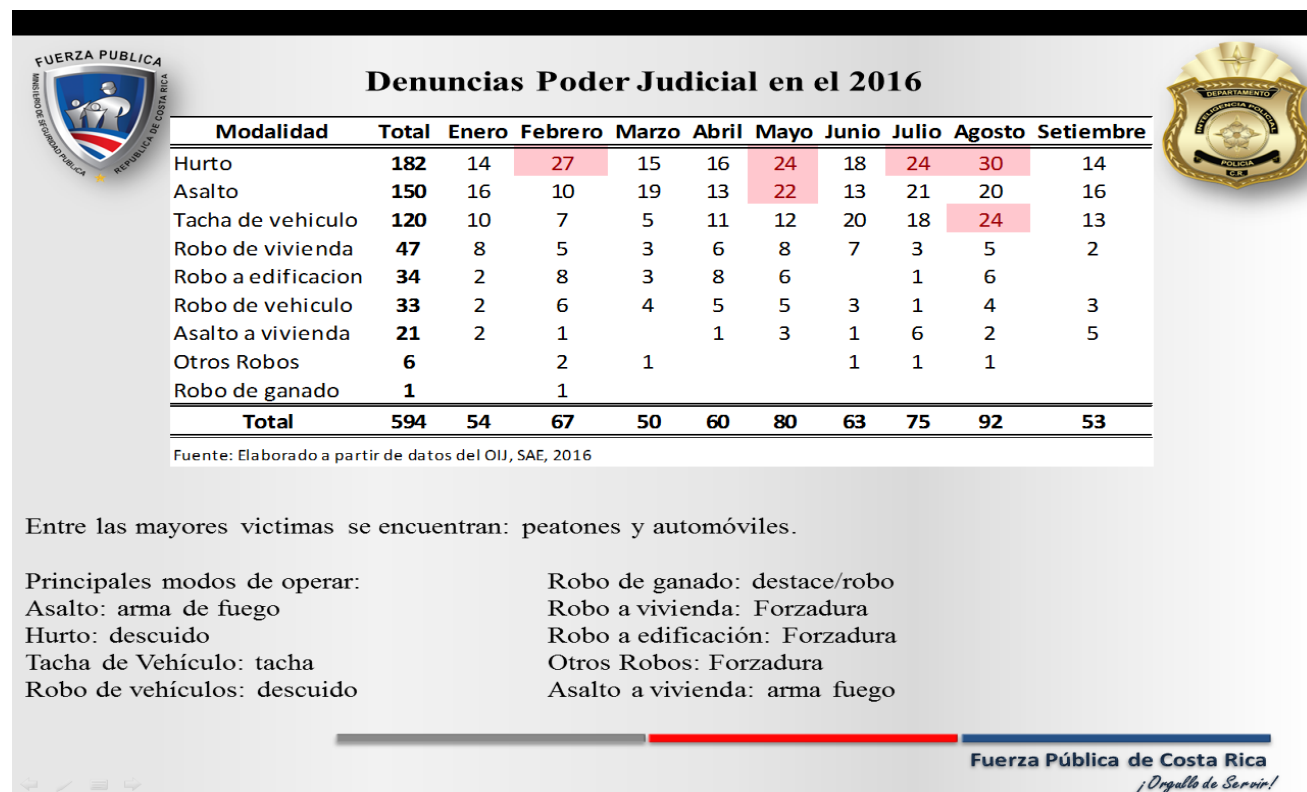 FUERZA PUBLICA
MINISTERIO DE SEGURIDAD PUBLICA
REPUBLICA DE COSTA RICA
Denuncias Poder Judicial en el 2016
DEPARTAMENTO
INTELIGENCIA POLICIAL
POLICIA
C.R.
Modalidad Total Enero Febrero Marzo Abril Mayo Junio Julio Agosto Setiembre
Hurto 182 14 27 15 16 24 18 24 30 14
Asalto 150 16 10 19 13 22 13 21 20 16
Tacha de vehiculo 120 10 7 5 11 12 20 18 24 13
Robo de vivienda 47 8 5 3 6 8 7 3 5 2
Robo a edificacion 34 2 8 3 8 6 1 6
Robo de vehiculo 33 2 6 4 5 5 3 1 4 3
Asalto a vivienda 21 2 1 1 3 1 6 2 5
Otros Robos 6 2 1 1 1 1
Robo de ganado 1 1
Total 594 54 67 50 60 80 63 75 92 53
Fuente: Elaborado a partir de datos del OIJ, SAE, 2016
Entre las mayores victimas se encuentran: peatones y automóviles.
Principales modos de operar:
Asalto: arma de fuego
Hurto: descuido
Tacha de Vehículo: tacha
Robo de vehículos: descuido
Robo de ganado: destace/robo
Robo a vivienda: Forzadura
Robo a edificación: Forzadura
Otros Robos: Forzadura
Asalto a vivienda: arma fuego
Fuerza Pública de Costa Rica
¡Orgullo de Servir!